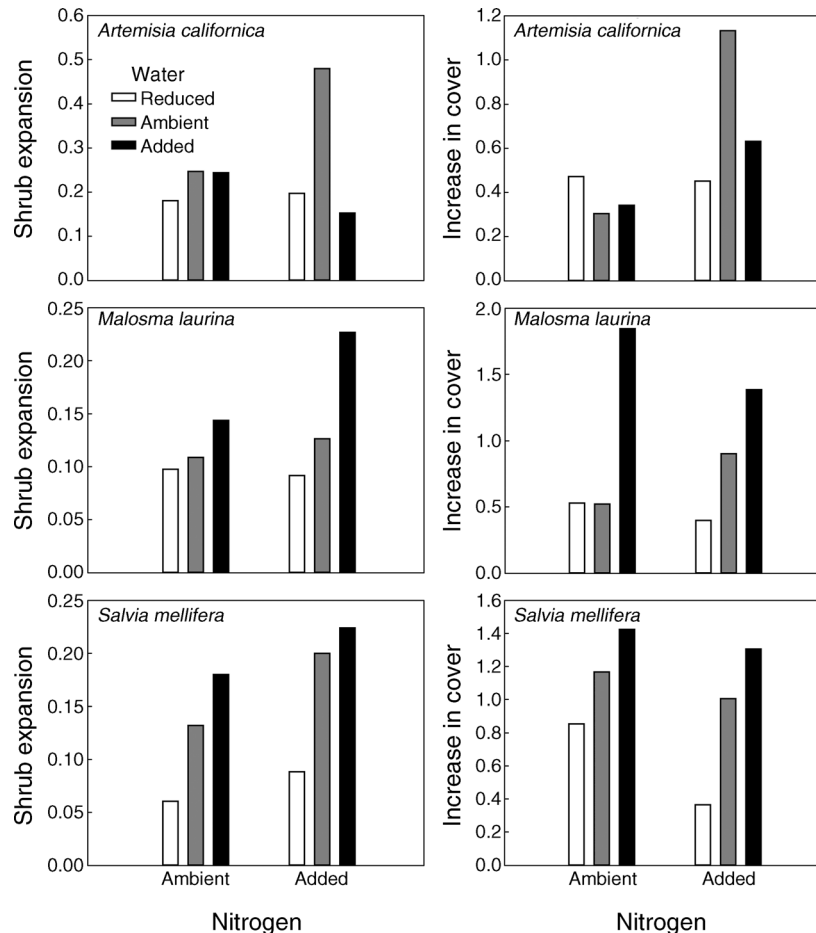 Artemisia californica
Water
Reduced
Ambient
Added
Shrub expansion
0.6
0.5
0.4
0.3
0.2
0.1
0.0
Artemisia californica
Increase in cover
1.2
1.0
0.8
0.6
0.4
0.2
0.0
Malosma laurina
Shrub expansion
0.25
0.20
0.15
0.10
0.05
0.00
Malosma laurina
Increase in cover
2.0
1.5
1.0
0.5
0.0
Salvia mellifera
Shrub expansion
0.25
0.20
0.15
0.10
0.05
0.00
Ambient Added
Nitrogen
Salvia mellifera
Increase in cover
1.6
1.4
1.2
1.0
0.8
0.6
0.4
0.2
0.0
Ambient Added
Nitrogen